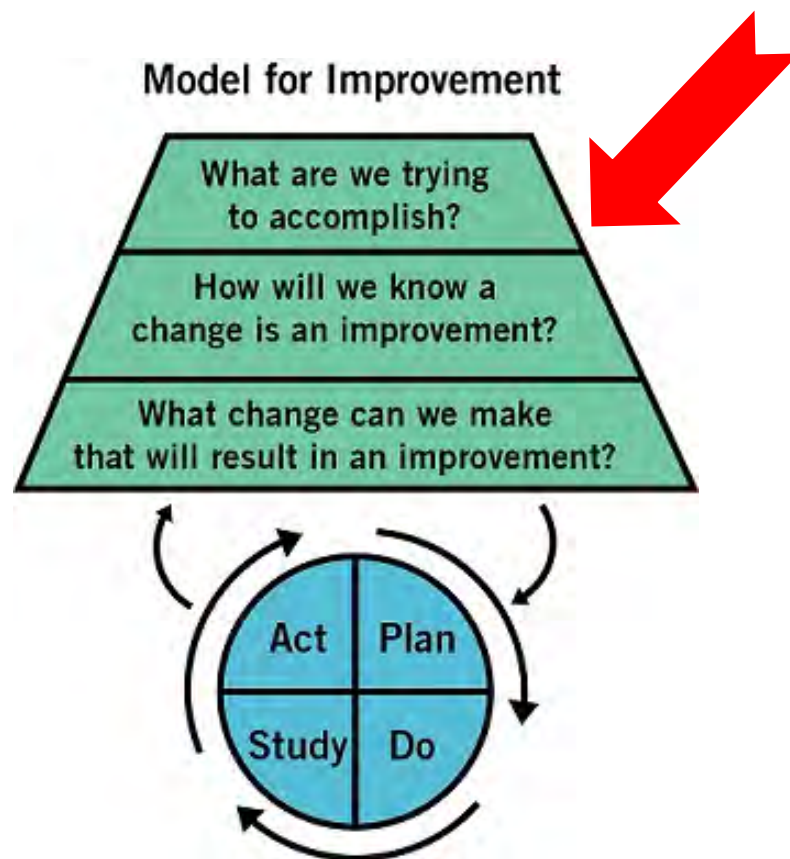 Model for Improvement
What are we trying
to accomplish?
How will we know a
change is an improvement?
What change can we make
that will result in an improvement?
Act
Plan
Study
Do